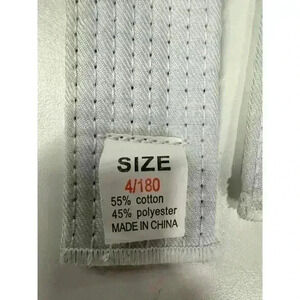 SIZE
4/180
55% cotton
45% polyester
MADE IN CHINA